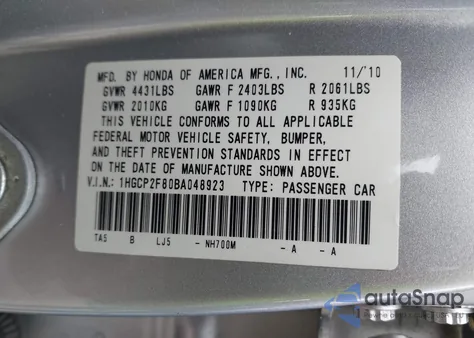 MFD. BY HONDA OF AMERICA MFG., INC. 11/10
GVWR 4431LBS GAWR F 2403LBS R 2061LBS
GVWR 2010KG GAWR F 1090KG R 935KG
THIS VEHICLE CONFORMS TO ALL APPLICABLE
FEDERAL MOTOR VEHICLE SAFETY, BUMPER,
AND THEFT PREVENTION STANDARDS IN EFFECT
ON THE DATE OF MANUFACTURE SHOWN ABOVE.
V.I.N.: 1HGCP2F80BA048923 TYPE: PASSENGER CAR
TA5 B LJ5 - NH700M -A -A
autoSnap